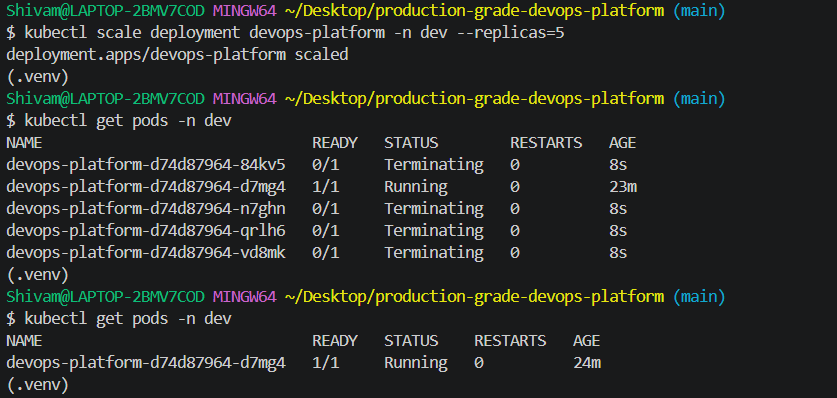 Shivam@LAPTOP-2BMV7COD MINGW64 ~/Desktop/production-grade-devops-platform (main)
$ kubectl scale deployment devops-platform -n dev --replicas=5
deployment.apps/devops-platform scaled
(.venv)
Shivam@LAPTOP-2BMV7COD MINGW64 ~/Desktop/production-grade-devops-platform (main)
$ kubectl get pods -n dev
NAME READY STATUS RESTARTS AGE
devops-platform-d74d87964-84kv5 0/1 Terminating 0 8s
devops-platform-d74d87964-d7mg4 1/1 Running 0 23m
devops-platform-d74d87964-n7ghn 0/1 Terminating 0 8s
devops-platform-d74d87964-qrlh6 0/1 Terminating 0 8s
devops-platform-d74d87964-vd8mk 0/1 Terminating 0 8s
(.venv)
Shivam@LAPTOP-2BMV7COD MINGW64 ~/Desktop/production-grade-devops-platform (main)
$ kubectl get pods -n dev
NAME READY STATUS RESTARTS AGE
devops-platform-d74d87964-d7mg4 1/1 Running 0 24m
(.venv)